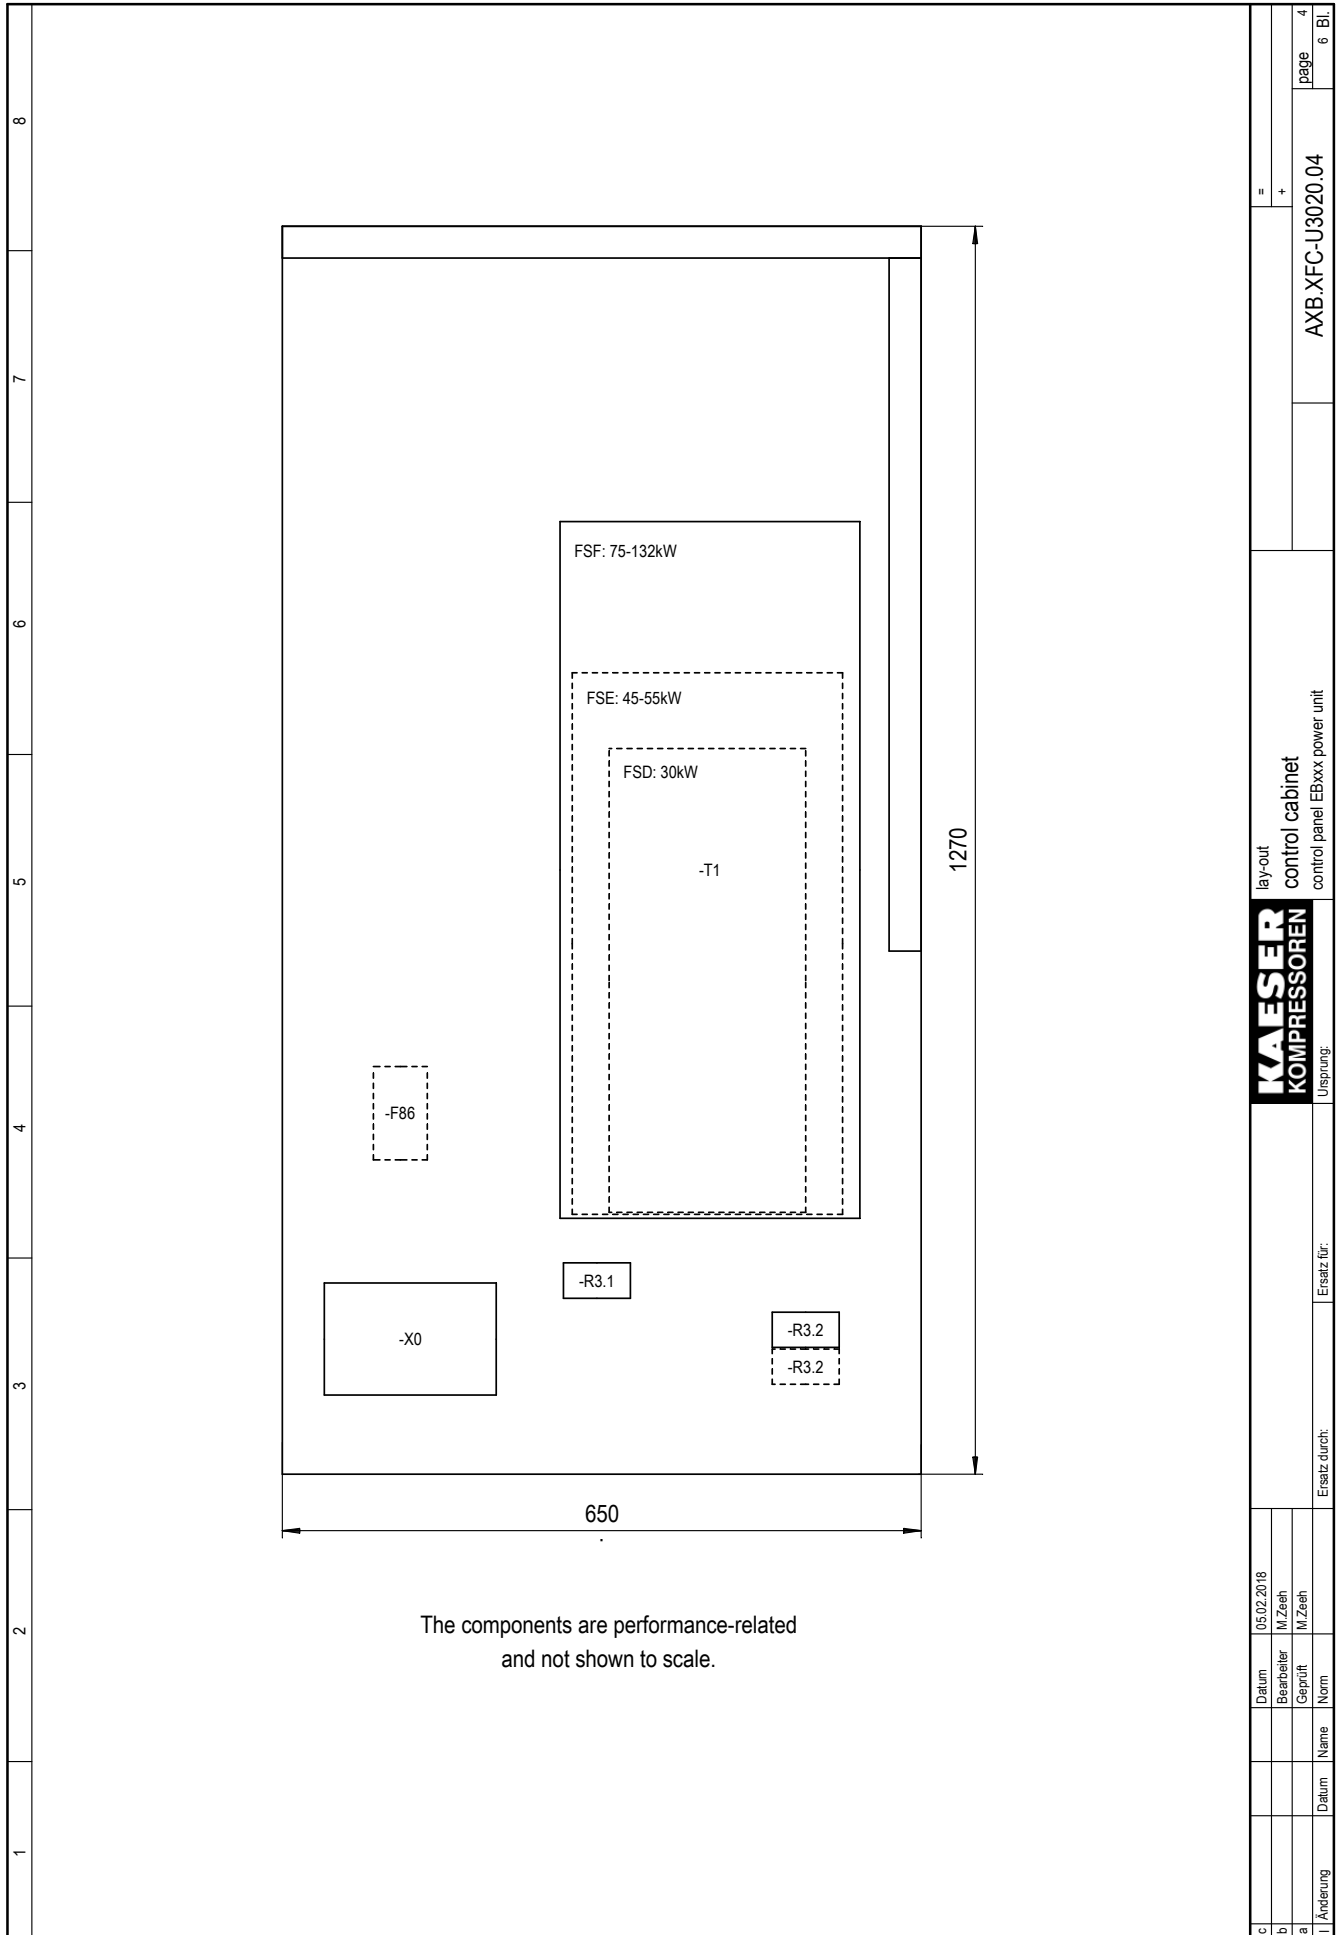 8
7
6
5
4
3
2
1
FSF: 75-132kW
FSE: 45-55kW
FSD: 30kW
-T1
1270
-F86
-R3.1
-X0
-R3.2
-R3.2
650
The components are performance-related
and not shown to scale.
c
b
a
Änderung
Datum
Name
Datum
05.02.2018
Bearbeiter
M.Zeeh
Geprüft
M.Zeeh
Norm
Ersatz durch:
Ersatz für:
Ursprung:
KAESER
KOMPRESSOREN
lay-out
control cabinet
control panel EBxxx power unit
=
+
AXB.XFC-U3020.04
page 4
6 Bl.